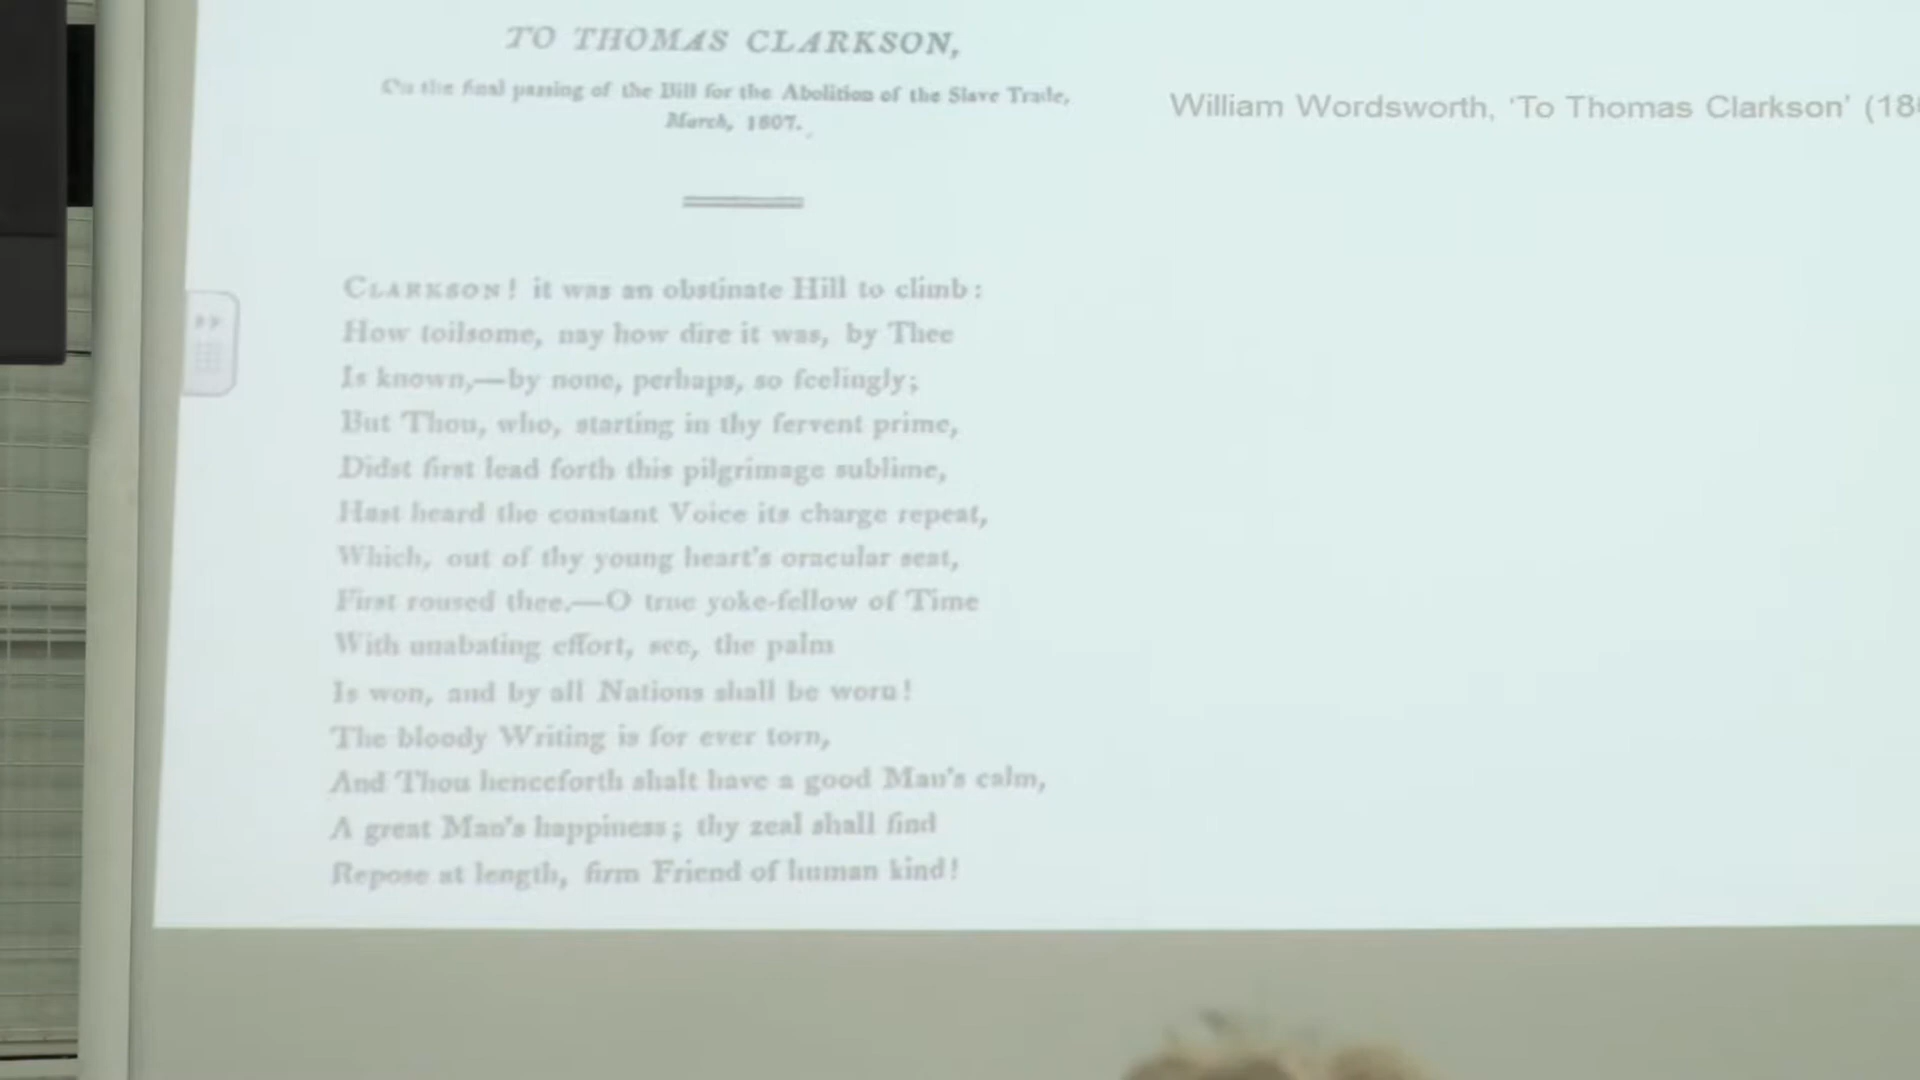 TO THOMAS CLARKSON,
On the final passing of the Bill for the Abolition of the Slave Trade,
March, 1807.
William Wordsworth, 'To Thomas Clarkson' (18
CLARKSON! it was an obstinate Hill to climb:
How toilsome, nay how dire it was, by Thee
Is known,—by none, perhaps, so feelingly;
But Thou, who, starting in thy fervent prime,
Didst first lead forth this pilgrimage sublime,
Hast heard the constant Voice its charge repeat,
Which, out of thy young heart's oracular seat,
First roused thee.—O true yoke-fellow of Time
With unabating effort, see, the palm
Is won, and by all Nations shall be worn!
The bloody Writing is for ever torn,
And Thou henceforth shalt have a good Man's calm,
A great Man's happiness; thy zeal shall find
Repose at length, firm Friend of human kind!